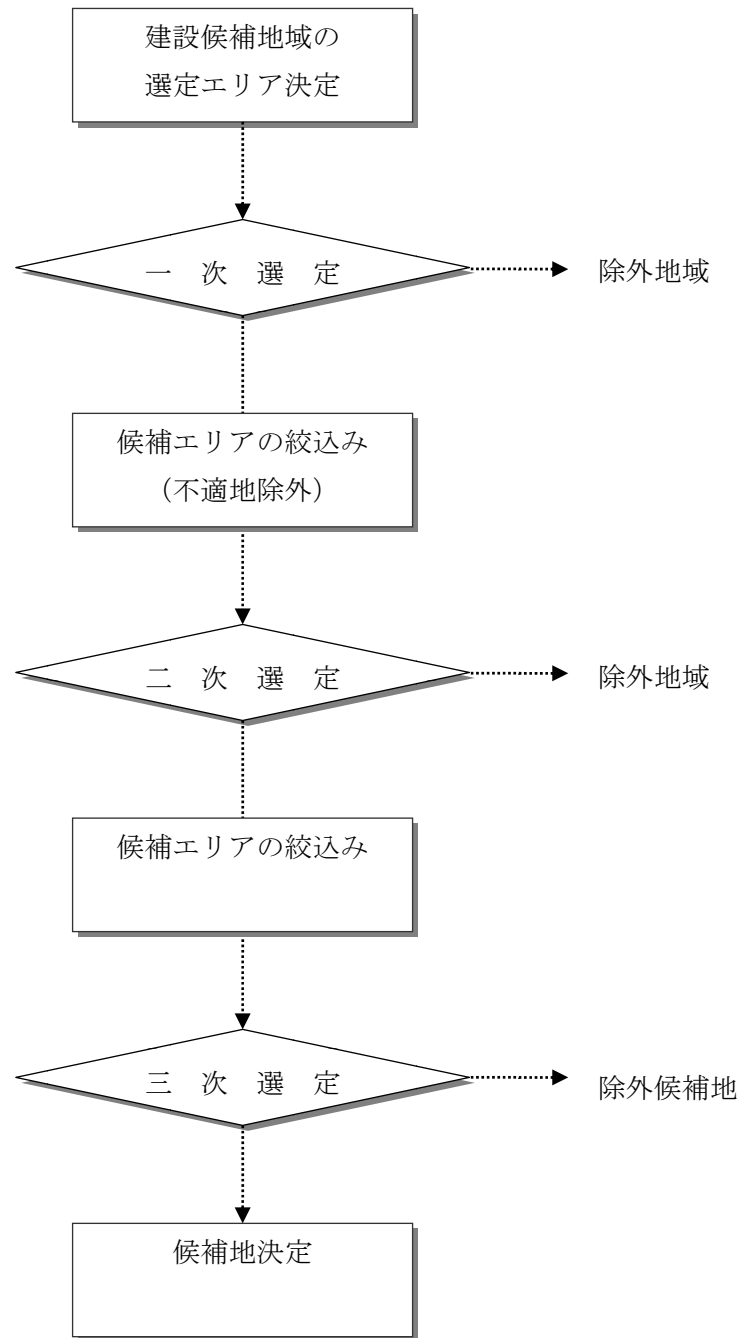 建設候補地域の
選定エリア決定
一　次　選　定
除外地域
候補エリアの絞込み
（不適地除外）
二　次　選　定
除外地域
候補エリアの絞込み
三　次　選　定
除外候補地
候補地決定